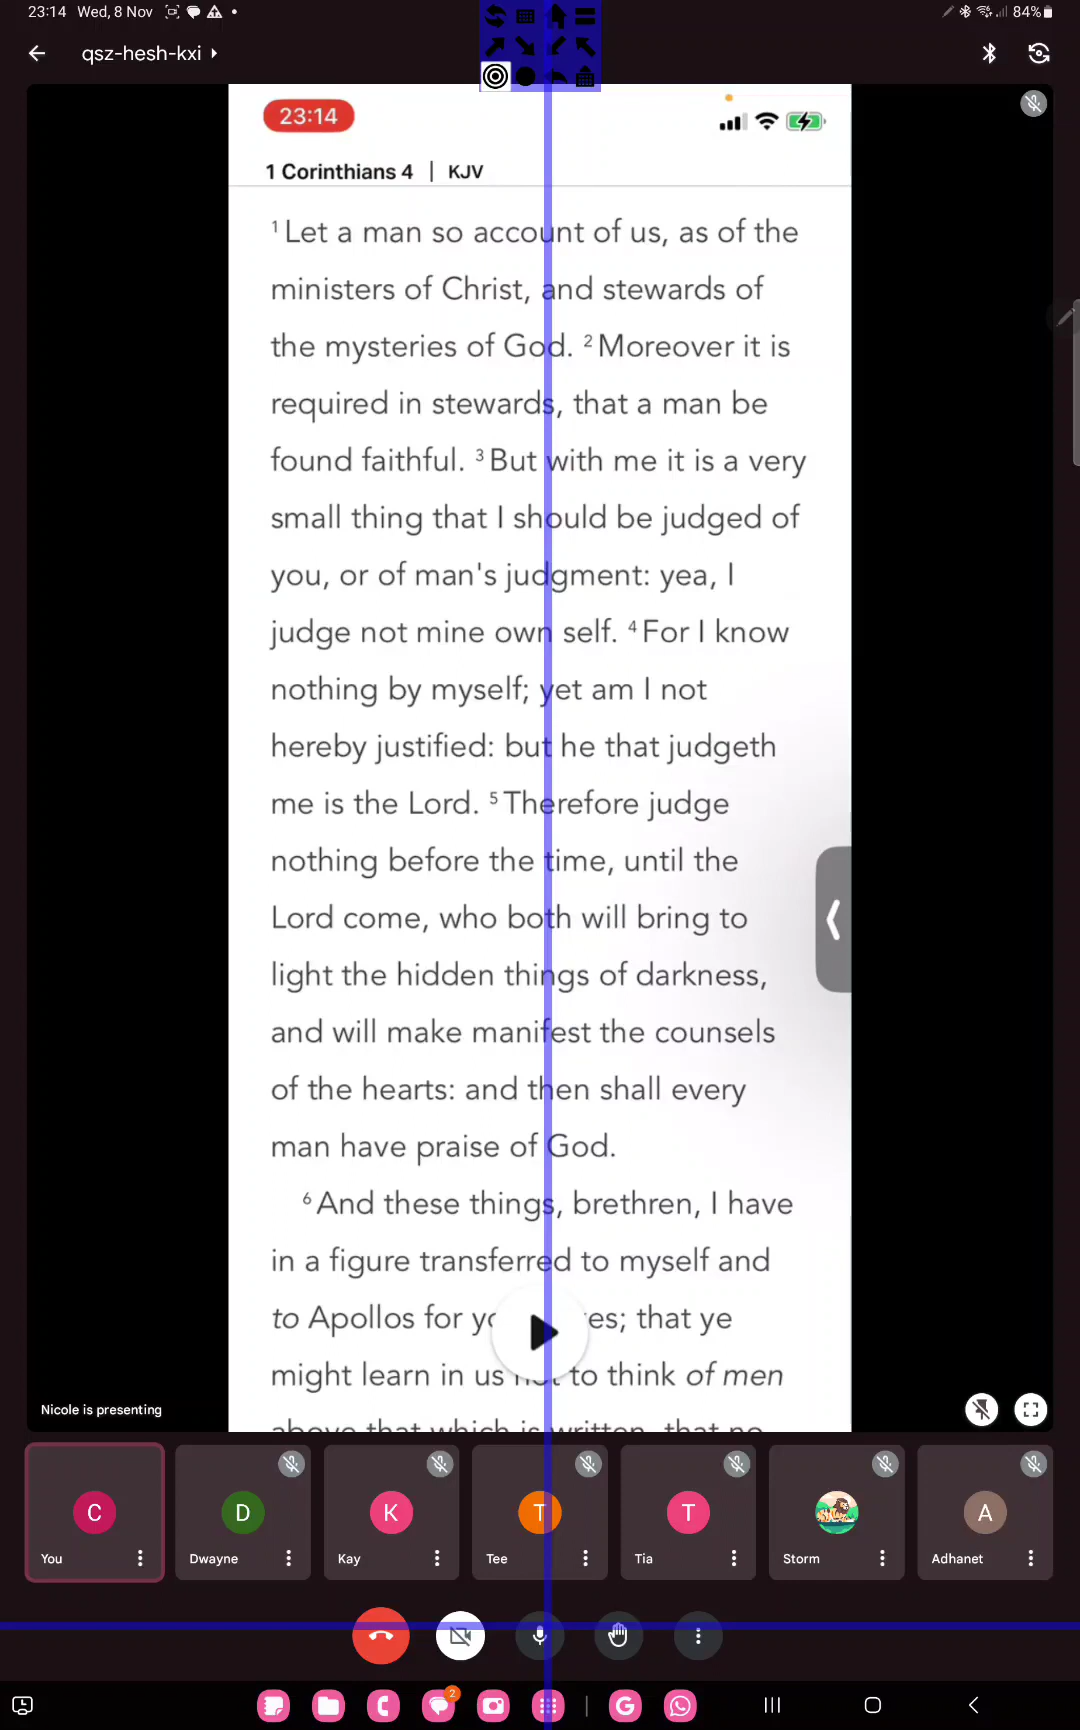 23:14 Wed, 8 Nov
84%
qsz-hesh-kxi
23:14
1 Corinthians 4 | KJV
1 Let a man so account of us, as of the
ministers of Christ, and stewards of
the mysteries of God. 2 Moreover it is
required in stewards, that a man be
found faithful. 3 But with me it is a very
small thing that I should be judged of
you, or of man's judgment: yea, I
judge not mine own self. 4 For I know
nothing by myself; yet am I not
hereby justified: but he that judgeth
me is the Lord. 5 Therefore judge
nothing before the time, until the
Lord come, who both will bring to
light the hidden things of darkness,
and will make manifest the counsels
of the hearts: and then shall every
man have praise of God.
6 And these things, brethren, I have
in a figure transferred to myself and
to Apollos for es; that ye
might learn in us to think of men
above that which is written, that no
Nicole is presenting
C D K T T A
You Dwayne Kay Tee Tia Storm Adhanet
2
G